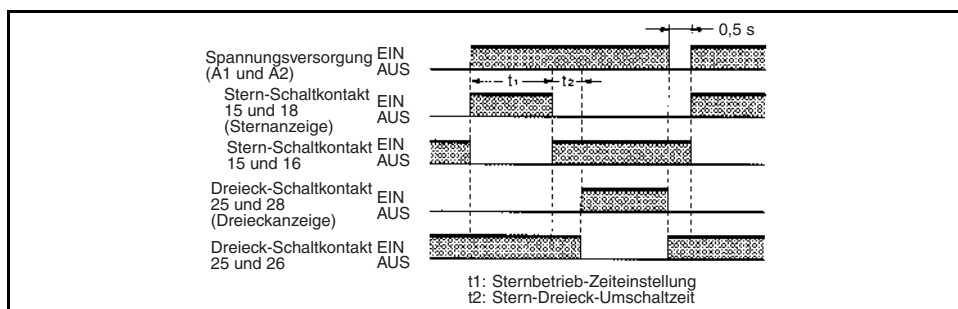 0,5 s
Spannungsversorgung EIN
(A1 und A2) AUS
t1 t2
Stern-Schaltkontakt
15 und 18 EIN
(Sternanzeige) AUS
Stern-Schaltkontakt EIN
15 und 16 AUS
Dreieck-Schaltkontakt
25 und 28 EIN
(Dreieckanzeige) AUS
Dreieck-Schaltkontakt EIN
25 und 26 AUS
t1: Sternbetrieb-Zeiteinstellung
t2: Stern-Dreieck-Umschaltzeit